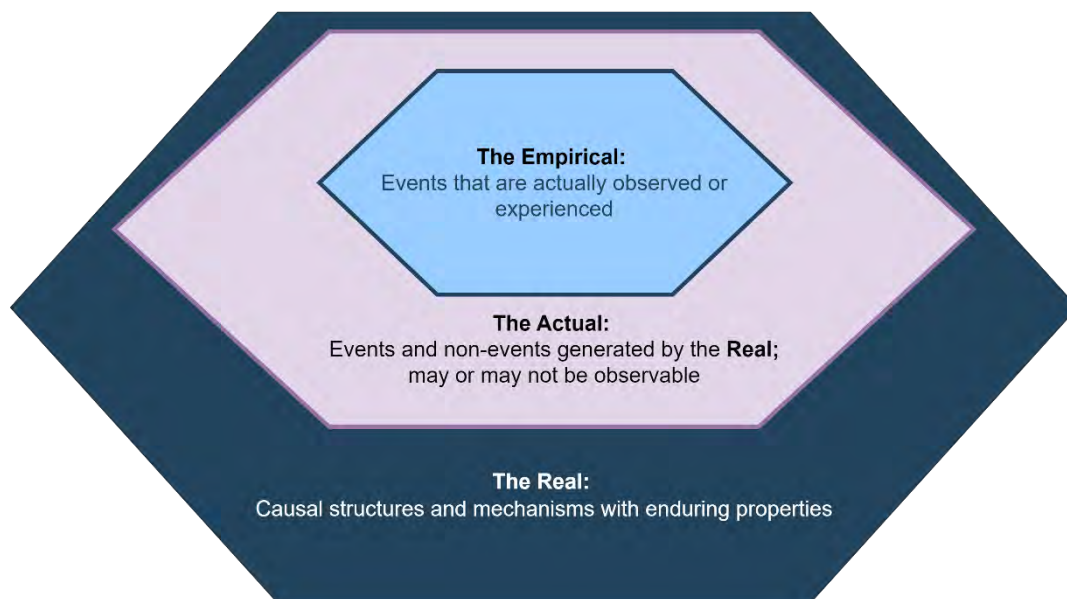 The Empirical:
Events that are actually observed or
experienced
The Actual:
Events and non-events generated by the Real;
may or may not be observable
The Real:
Causal structures and mechanisms with enduring properties